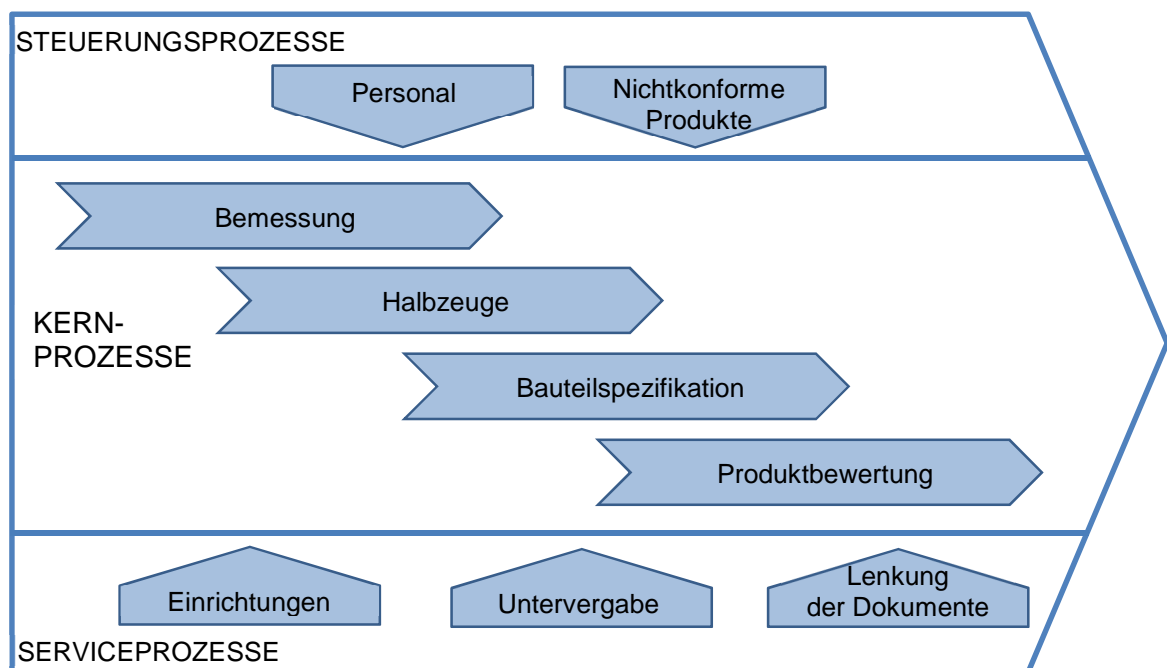 STEUERUNGSPROZESSE
Personal
Nichtkonforme
Produkte
Bemessung
Halbzeuge
KERN-
PROZESSE
Bauteilspezifikation
Produktbewertung
Einrichtungen
Untervergabe
Lenkung
der Dokumente
SERVICEPROZESSE